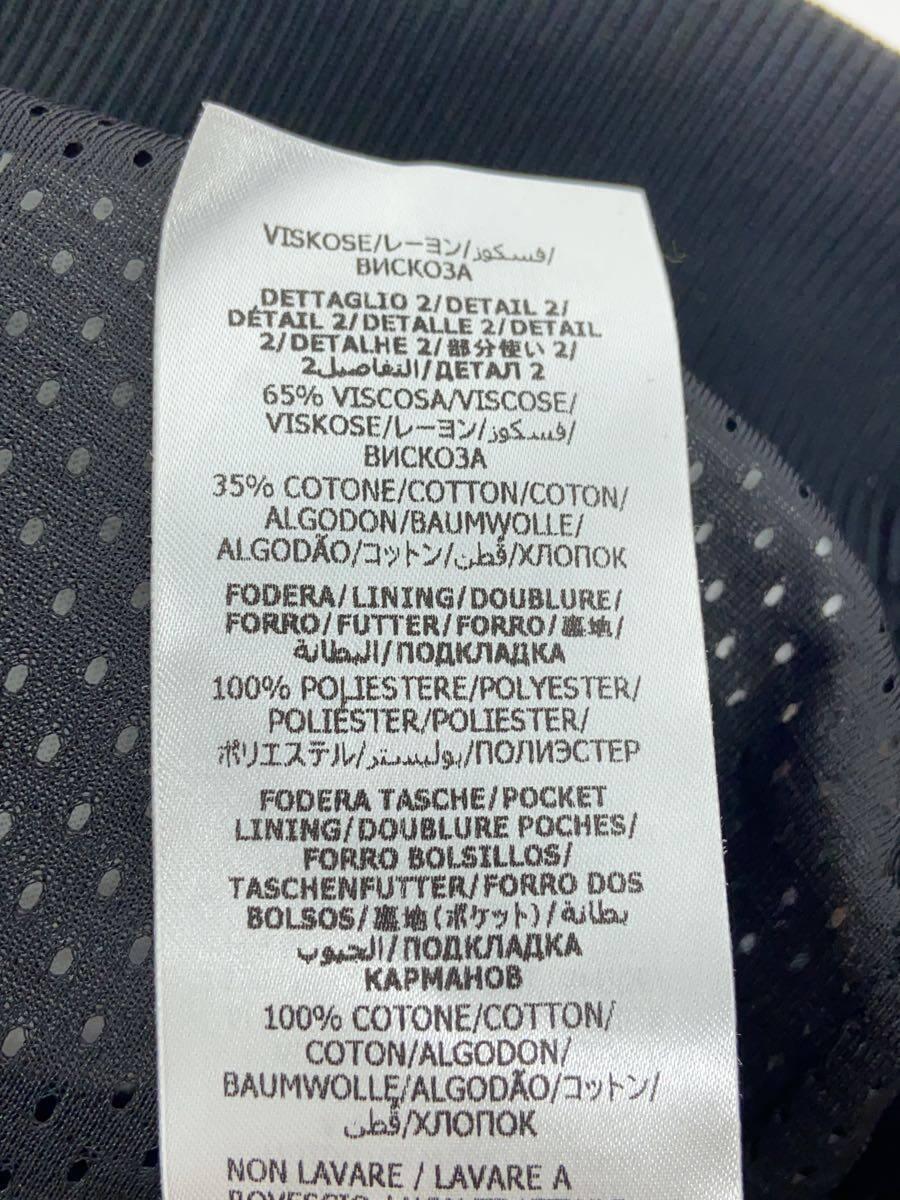 VISKOSE/レーヨン/فسكوز/
ВИСКОЗА
DETTAGLIO 2/DETAIL 2/
DÉTAIL 2/DETALLE 2/DETAIL
2/DETALHE 2/部分使い 2/
2التفاصيل/ДЕТАЛ 2
65% VISCOSA/VISCOSE/
VISKOSE/レーヨン/فسكوز/
ВИСКОЗА
35% COTONE/COTTON/COTON/
ALGODON/BAUMWOLLE/
ALGODÃO/コットン/قُطن/ХЛОПОК
FODERA/LINING/DOUBLURE/
FORRO/FUTTER/FORRO/裏地/
البطانة/ПОДКЛАДКА
100% POLIESTERE/POLYESTER/
POLIÉSTER/POLIESTER/
ポリエステル/بوليستر/ПОЛИЭСТЕР
FODERA TASCHE/POCKET
LINING/DOUBLURE POCHES/
FORRO BOLSILLOS/
TASCHENFUTTER/FORRO DOS
BOLSOS/裏地(ポケット)/بطانة
الجيوب/ПОДКЛАДКА
КАРМАНОВ
100% COTONE/COTTON/
COTON/ALGODON/
BAUMWOLLE/ALGODÃO/コットン/
قُطن/ХЛОПОК
NON LAVARE / LAVARE A